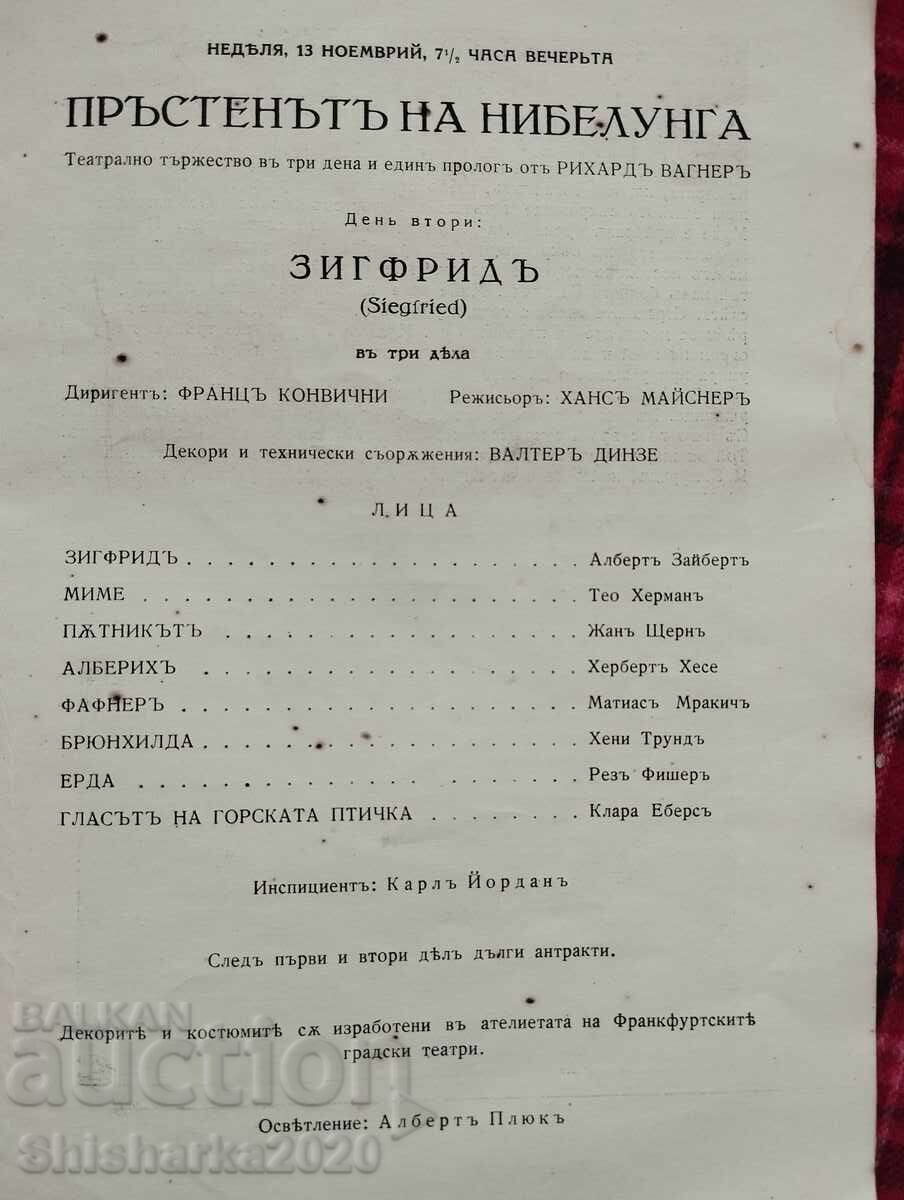 НЕДѢЛЯ, 13 НОЕМВРИЙ, 7½ ЧАСА ВЕЧЕРЬТА
ПРЪСТЕНЪТЪ НА НИБЕЛУНГА
Театрално тържество въ три дена и единъ прологъ отъ РИХАРДЪ ВАГНЕРЪ
День втори:
ЗИГФРИДЪ
(Siegfried)
въ три дѣла
Диригентъ: ФРАНЦЪ КОНВИЧНИ Режисьоръ: ХАНСЪ МАЙСНЕРЪ
Декори и технически съорѫжения: ВАЛТЕРЪ ДИНЗЕ
ЛИЦА
ЗИГФРИДЪ . . . . . . . . . . . . . . . . . . . Албертъ Зайбертъ
МИМЕ . . . . . . . . . . . . . . . . . . . . Тео Херманъ
ПѪТНИКЪТЪ . . . . . . . . . . . . . . . . Жанъ Щернъ
АЛБЕРИХЪ . . . . . . . . . . . . . . . . . Хербертъ Хесе
ФАФНЕРЪ . . . . . . . . . . . . . . . . . . Матиасъ Мракичъ
БРЮНХИЛДА . . . . . . . . . . . . . . . . . Хени Трундъ
ЕРДА . . . . . . . . . . . . . . . . . . . . Резъ Фишеръ
ГЛАСЪТЪ НА ГОРСКАТА ПТИЧКА . . . . . . . . Клара Еберсъ
Инспициентъ: Карлъ Йорданъ
Следъ първи и втори дѣлъ дълги антракти.
Декоритѣ и костюмитѣ сѫ изработени въ ателиетата на Франкфуртскитѣ
градски театри.
Освѣтление: Албертъ Плюкъ
BALKAN
auction
Shisharka2020